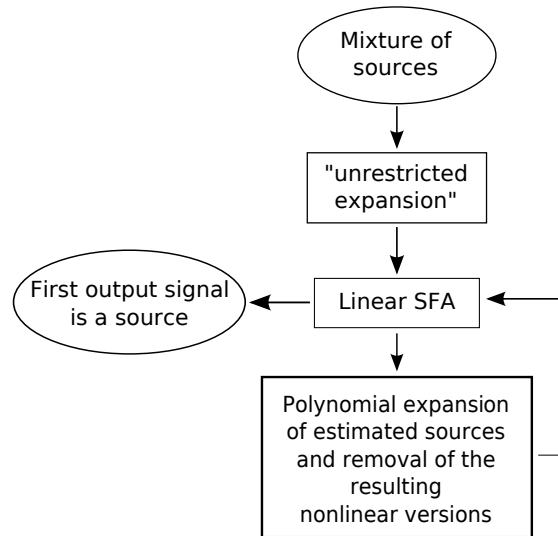 Mixture of
sources
"unrestricted
expansion"
First output signal
is a source
Linear SFA
Polynomial expansion
of estimated sources
and removal of the
resulting
nonlinear versions